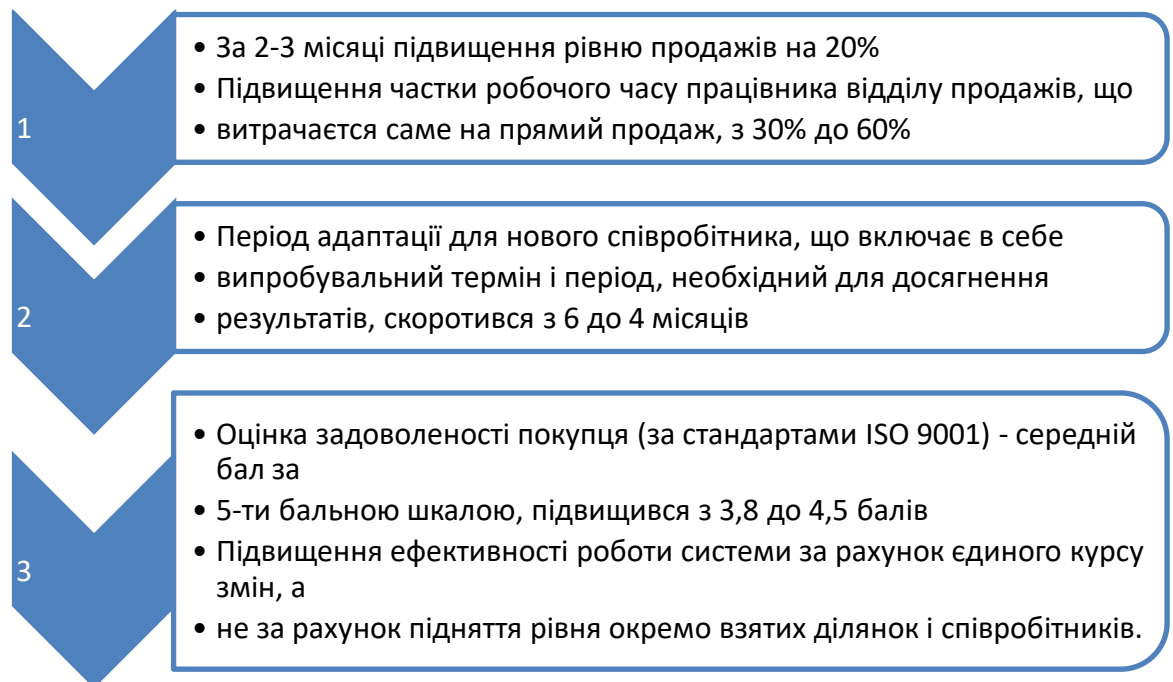 1
• За 2-3 місяці підвищення рівню продажів на 20%
• Підвищення частки робочого часу працівника відділу продажів, що
• витрачаєтся саме на прямий продаж, з 30% до 60%
2
• Період адаптації для нового співробітника, що включає в себе
• випробувальний термін і період, необхідний для досягнення
• результатів, скоротився з 6 до 4 місяців
3
• Оцінка задоволеності покупця (за стандартами ISO 9001) - середній
бал за
• 5-ти бальною шкалою, підвищився з 3,8 до 4,5 балів
• Підвищення ефективності роботи системи за рахунок єдиного курсу
змін, а
• не за рахунок підняття рівня окремо взятих ділянок і співробітників.